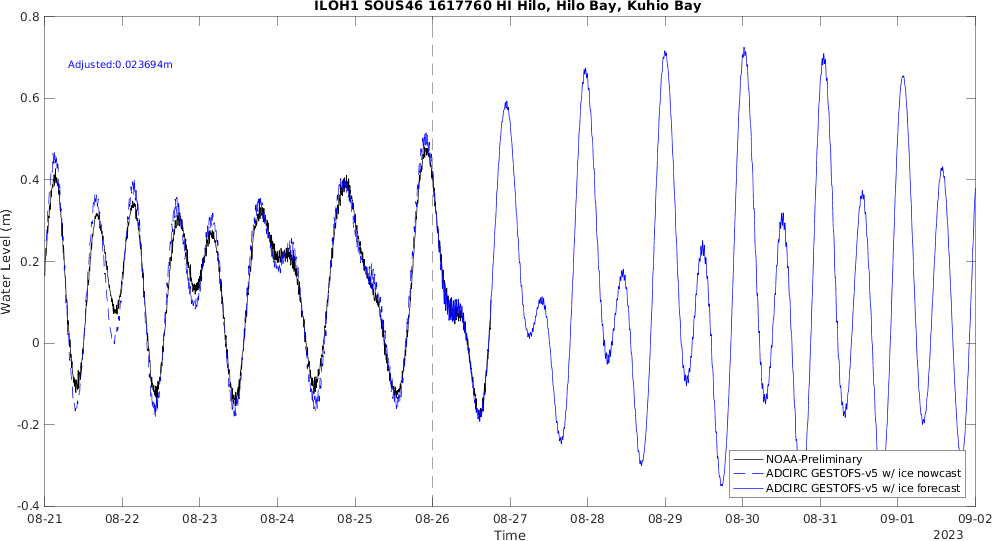 ILOH1 SOUS46 1617760 HI Hilo, Hilo Bay, Kuhio Bay
Adjusted:0.023694m
Water Level (m)
0.8
0.6
0.4
0.2
0
-0.2
-0.4
NOAA-Preliminary
ADCIRC GESTOFS-v5 w/ ice nowcast
ADCIRC GESTOFS-v5 w/ ice forecast
08-21 08-22 08-23 08-24 08-25 08-26 08-27 08-28 08-29 08-30 08-31 09-01 09-02
Time
2023